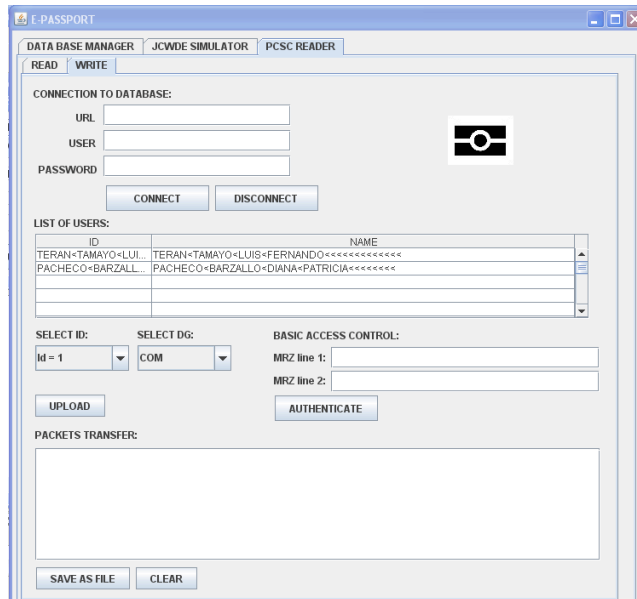 E-PASSPORT
DATA BASE MANAGER JCWDE SIMULATOR PCSC READER
READ WRITE
CONNECTION TO DATABASE:
URL
USER
PASSWORD
CONNECT DISCONNECT
LIST OF USERS:
ID NAME
TERAN<TAMAYO<LUI... TERAN<TAMAYO<LUIS<FERNANDO<<<<<<<<<<<<<
PACHECO<BARZALL... PACHECO<BARZALLO<DIANA<PATRICIA<<<<<<<<
SELECT ID: SELECT DG: BASIC ACCESS CONTROL:
Id = 1 COM MRZ line 1:
MRZ line 2:
UPLOAD AUTHENTICATE
PACKETS TRANSFER:
SAVE AS FILE CLEAR